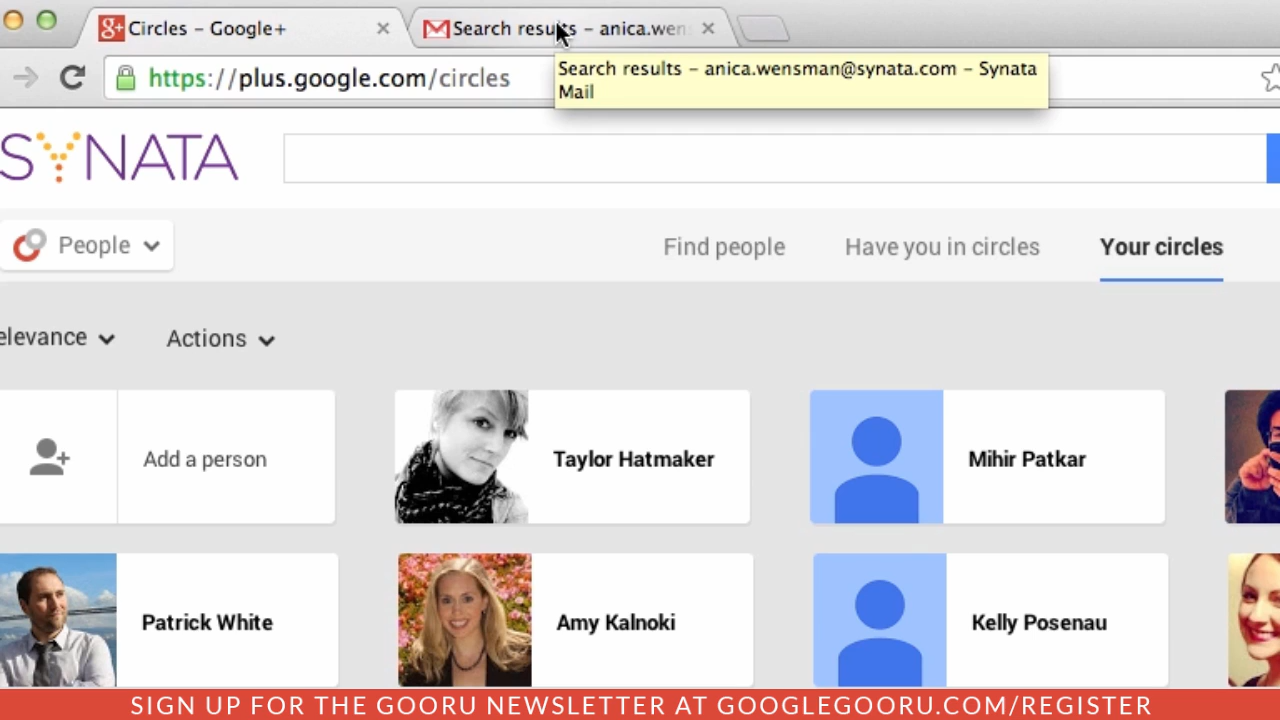 Circles – Google+
Search results – anica.wen
https://plus.google.com/circles
Search results – anica.wensman@synata.com – Synata
Mail
SYNATA
People
Find people
Have you in circles
Your circles
elevance
Actions
Add a person
Taylor Hatmaker
Mihir Patkar
Patrick White
Amy Kalnoki
Kelly Posenau
SIGN UP FOR THE GOORU NEWSLETTER AT GOOGLEGOORU.COM/REGISTER